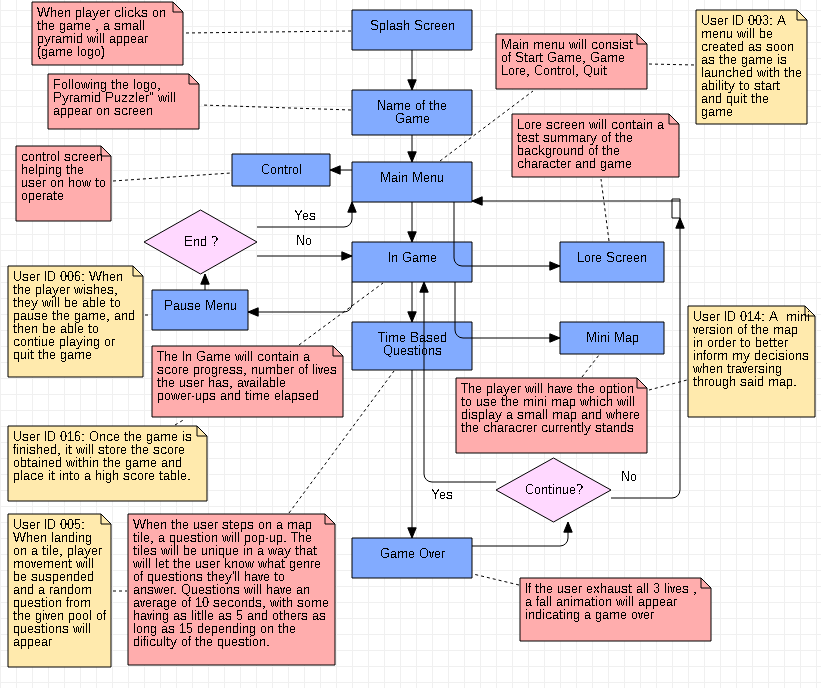 When player clicks on
the game , a small
pyramid will appear
(game logo)
Splash Screen
Main menu will consist
of Start Game, Game
Lore, Control, Quit
User ID 003: A
menu will be
created as soon
as the game is
launched with the
ability to start
and quit the
game
Following the logo,
Pyramid Puzzler" will
appear on screen
Name of the
Game
Lore screen will contain a
test summary of the
background of the
character and game
control screen
helping the
user on how to
operate
Control
Main Menu
Yes
End ?
No
In Game
Lore Screen
User ID 006: When
the player wishes,
they will be able to
pause the game, and
then be able to
contiue playing or
quit the game
Pause Menu
Time Based
Questions
Mini Map
User ID 014: A mini
version of the map
in order to better
inform my decisions
when traversing
through said map.
The In Game will contain a
score progress, number of lives
the user has, available
power-ups and time elapsed
The player will have the option
to use the mini map which will
display a small map and where
the characrer currently stands
User ID 016: Once the game is
finished, it will store the score
obtained within the game and
place it into a high score table.
Continue?
No
Yes
User ID 005:
When landing
on a tile, player
movement will
be suspended
and a random
question from
the given pool of
questions will
appear
When the user steps on a map
tile, a question will pop-up. The
tiles will be unique in a way that
will let the user know what genre
of questions they'll have to
answer. Questions will have an
average of 10 seconds, with some
having as litlle as 5 and others as
long as 15 depending on the
dificulty of the question.
Game Over
If the user exhaust all 3 lives ,
a fall animation will appear
indicating a game over